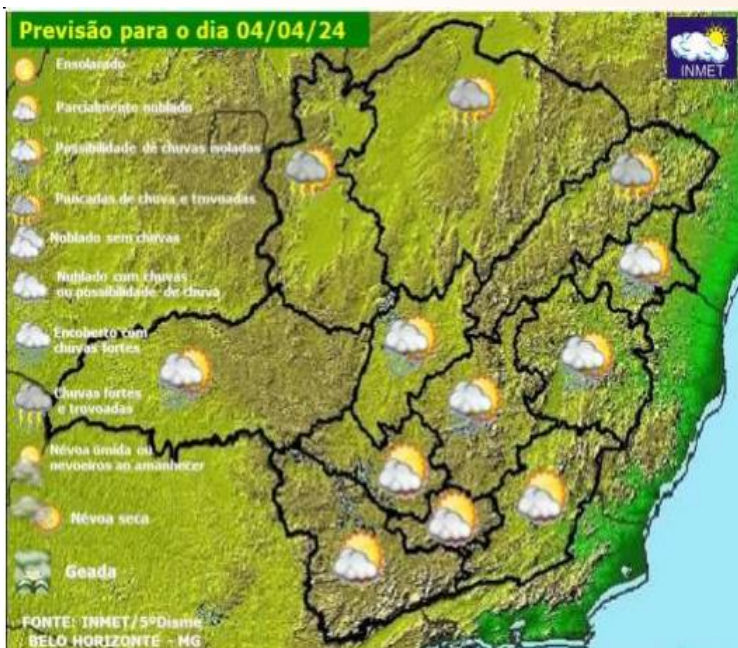 Previsão para o dia 04/04/24
INMET
Ensolarado
Parcialmente nublado
Possibilidade de chuvas isoladas
Pancadas de chuva e trovoadas
Nublado sem chuvas
Nublado com chuvas
ou possibilidade de chuva
Encoberto com
chuvas fortes
Chuvas fortes
e trovoadas
Névoa úmida ou
nevoeiros ao amanhecer
Névoa seca
Geada
FONTE: INMET/5ºDisme
BELO HORIZONTE - MG